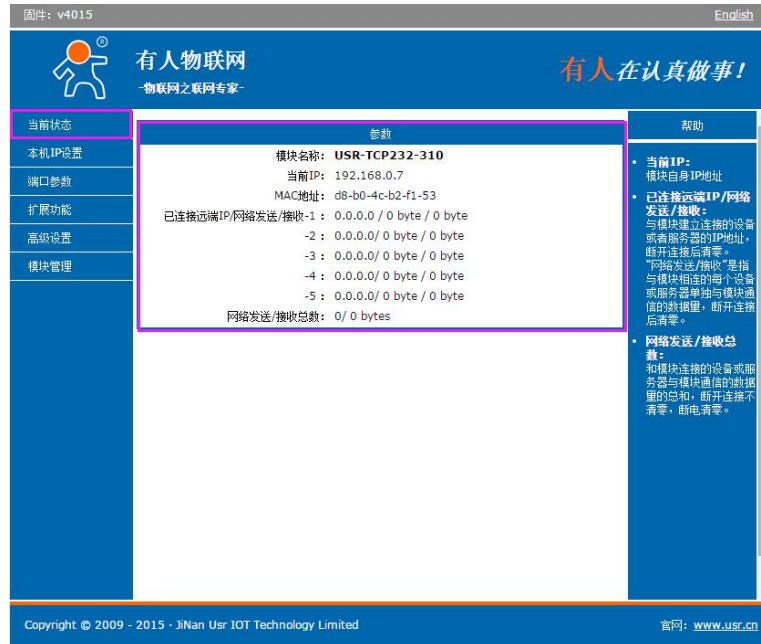 固件: v4015
English
®
有人物联网
-物联网之联网专家-
有人在认真做事!
当前状态
本机IP设置
端口参数
扩展功能
高级设置
模块管理
参数
模块名称: USR-TCP232-310
当前IP: 192.168.0.7
MAC地址: d8-b0-4c-b2-f1-53
已连接远端IP/网络发送/接收-1 : 0.0.0.0 / 0 byte / 0 byte
-2 : 0.0.0.0/ 0 byte / 0 byte
-3 : 0.0.0.0/ 0 byte / 0 byte
-4 : 0.0.0.0/ 0 byte / 0 byte
-5 : 0.0.0.0/ 0 byte / 0 byte
网络发送/接收总数: 0/ 0 bytes
帮助
• 当前IP:
模块自身IP地址
• 已连接远端IP/网络
发送/接收:
与模块建立连接的设备
或者服务器的IP地址,
断开连接后清零。
"网络发送/接收"是指
与模块相连的每个设备
或服务器单独与模块通
信的数据量, 断开连接
后清零。
• 网络发送/接收总
数:
和模块连接的设备或服
务器与模块通信的数据
量的总和, 断开连接不
清零, 断电清零。
Copyright © 2009 - 2015 · JiNan Usr IOT Technology Limited
官网: www.usr.cn